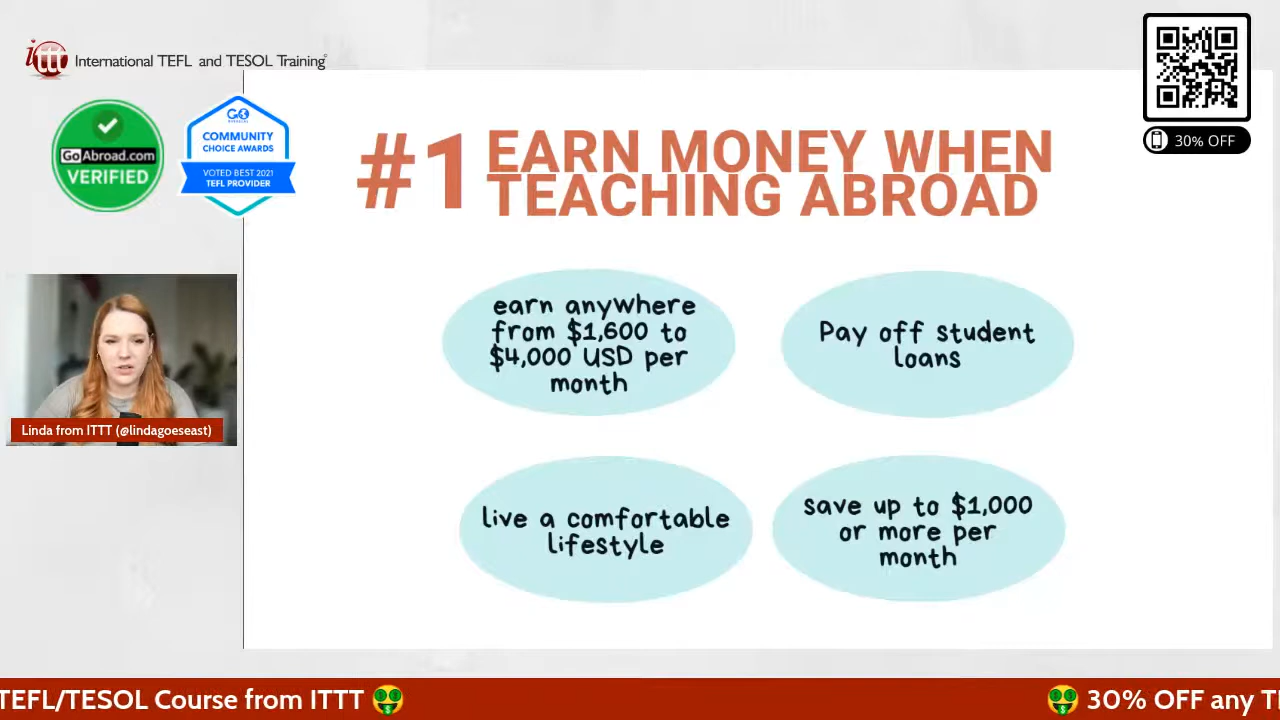 ittt International TEFL and TESOL Training
30% OFF
GoAbroad.com
VERIFIED
GO
COMMUNITY
CHOICE AWARDS
VOTED BEST 2021
TEFL PROVIDER
#1 EARN MONEY WHEN
TEACHING ABROAD
earn anywhere
from $1,600 to
$4,000 USD per
month
Pay off student
loans
Linda from ITTT (@lindagoeseast)
live a comfortable
lifestyle
save up to $1,000
or more per
month
TEFL/TESOL Course from ITTT 🤑
🤑 30% OFF any